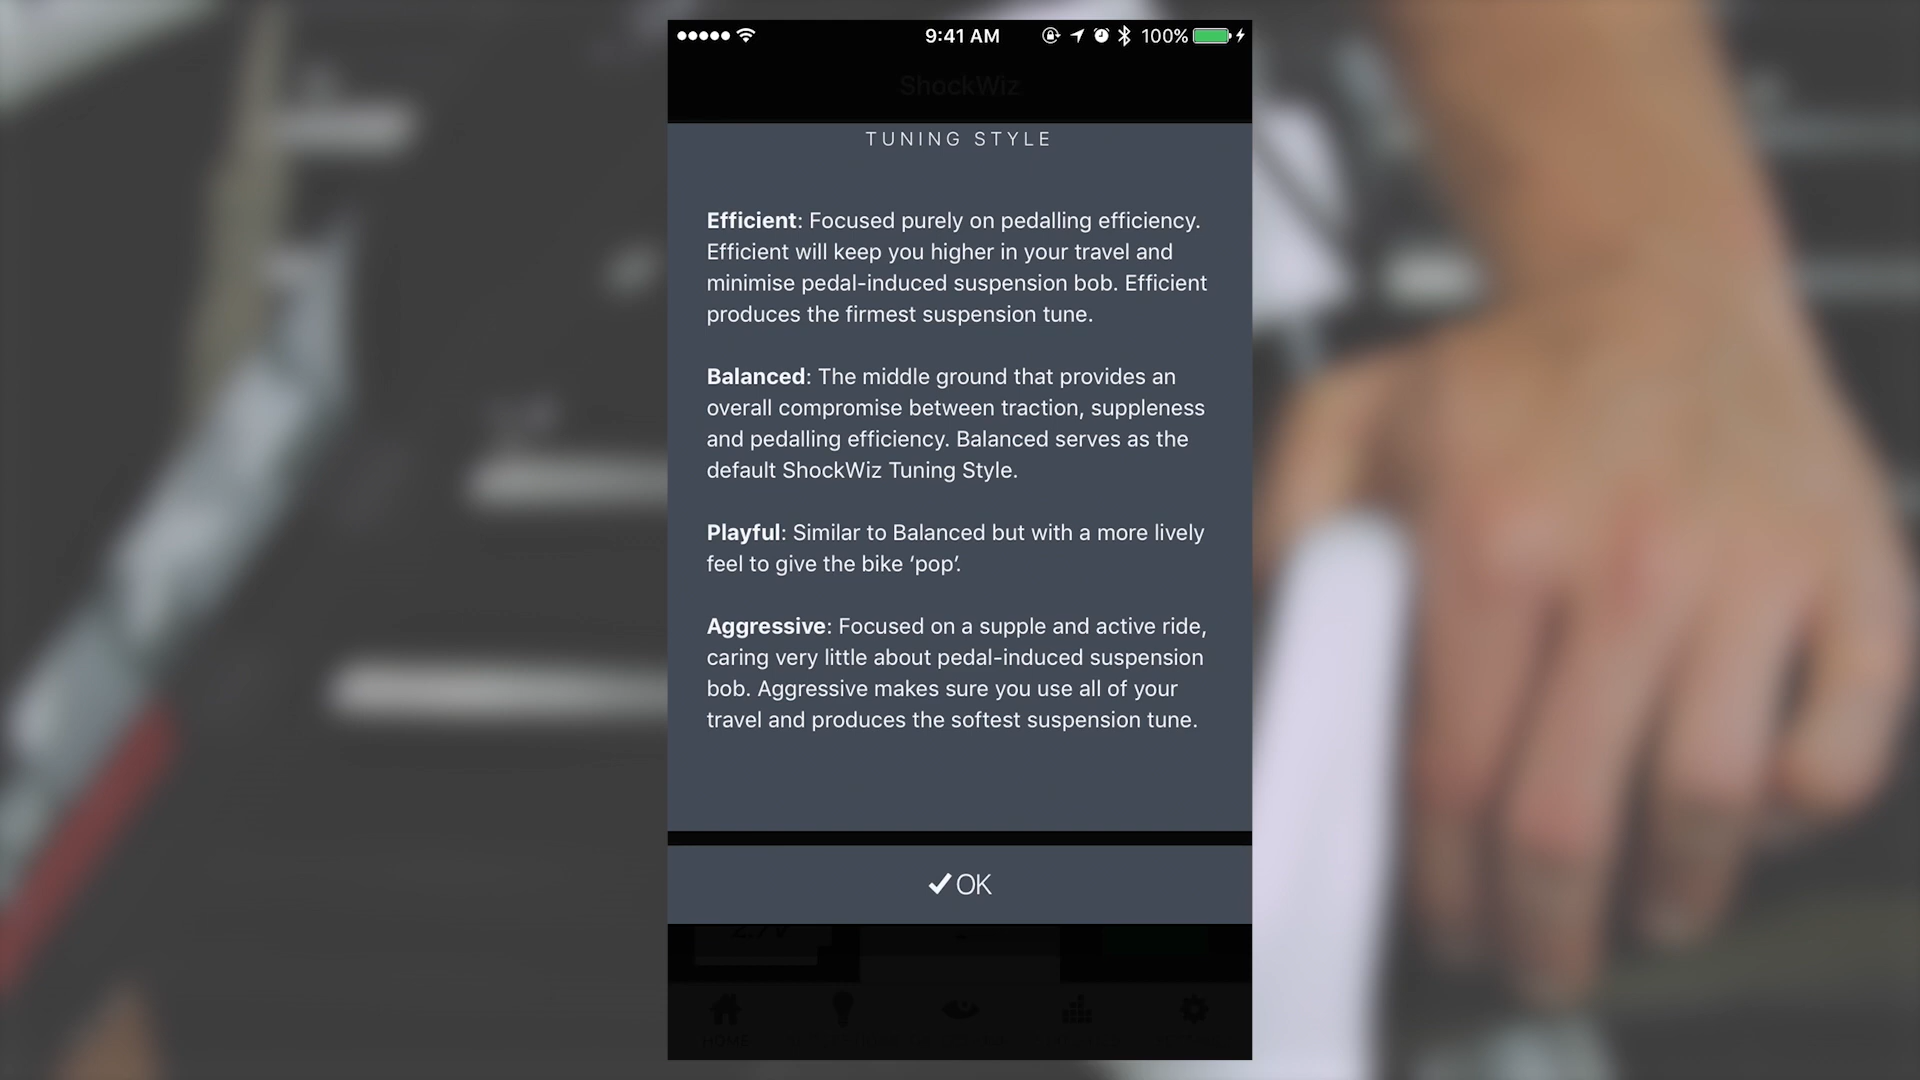 9:41 AM
100%
ShockWiz
TUNING STYLE
Efficient: Focused purely on pedalling efficiency.
Efficient will keep you higher in your travel and
minimise pedal-induced suspension bob. Efficient
produces the firmest suspension tune.
Balanced: The middle ground that provides an
overall compromise between traction, suppleness
and pedalling efficiency. Balanced serves as the
default ShockWiz Tuning Style.
Playful: Similar to Balanced but with a more lively
feel to give the bike ‘pop’.
Aggressive: Focused on a supple and active ride,
caring very little about pedal-induced suspension
bob. Aggressive makes sure you use all of your
travel and produces the softest suspension tune.
OK
HOME